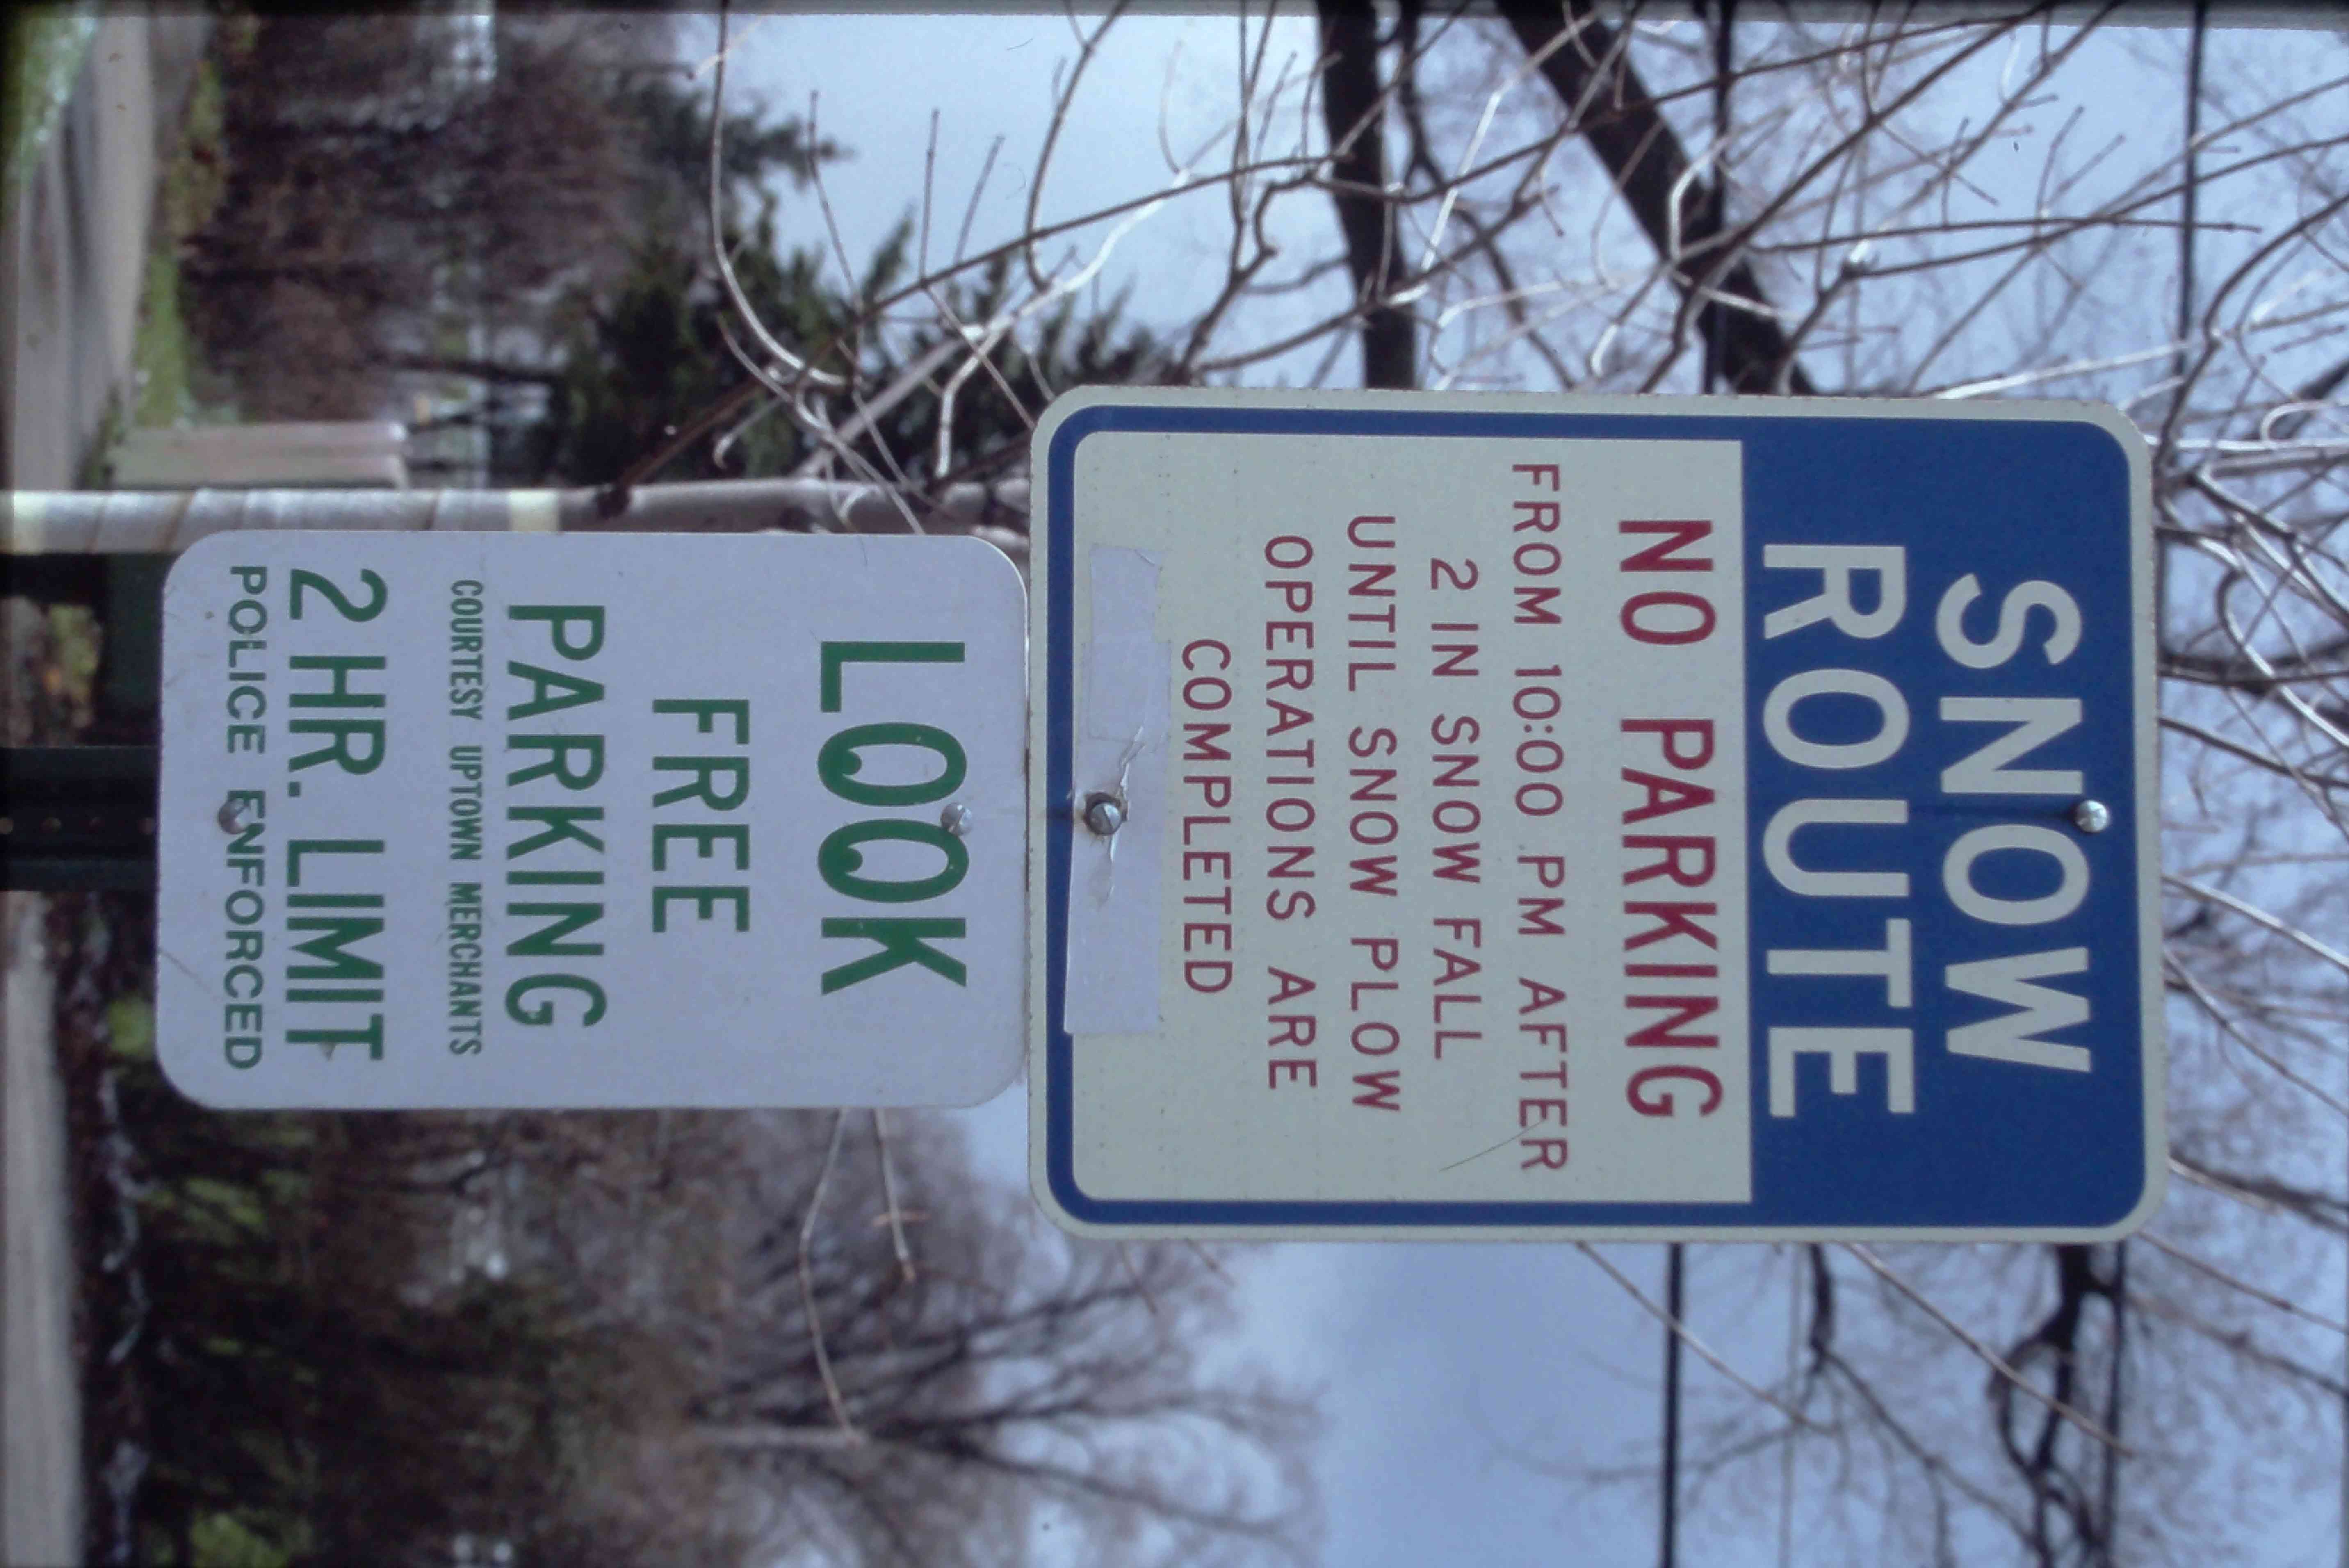 SNOW
ROUTE
NO PARKING
FROM 10:00 PM AFTER
2 IN SNOW FALL
UNTIL SNOW PLOW
OPERATIONS ARE
COMPLETED
LOOK
FREE
PARKING
COURTESY UPTOWN MERCHANTS
2 HR. LIMIT
POLICE ENFORCED